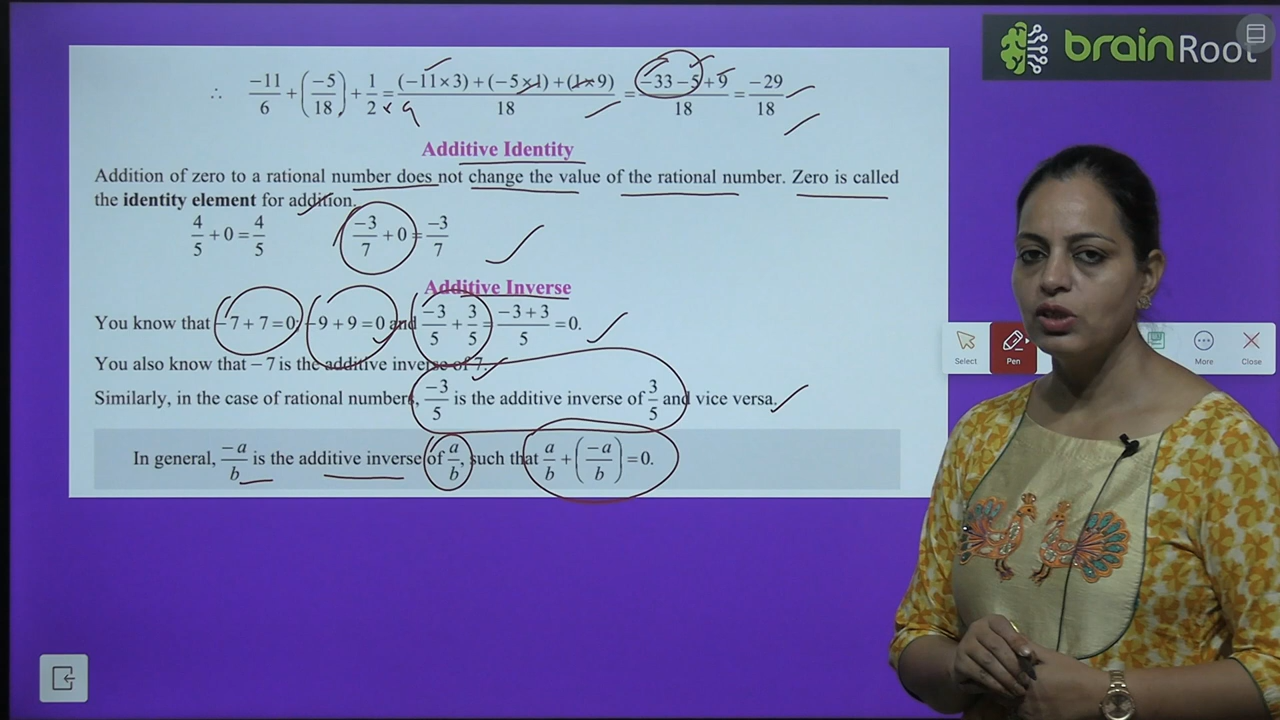 brainRoot
∴ -11/6 + (-5/18) + 1/2 = (-11×3) + (-5×1) + (1×9)/18 = -33 - 5 + 9/18 = -29/18
× 9
Additive Identity
Addition of zero to a rational number does not change the value of the rational number. Zero is called
the identity element for addition.
4/5 + 0 = 4/5 -3/7 + 0 = -3/7
Additive Inverse
You know that -7 + 7 = 0; -9 + 9 = 0 and -3/5 + 3/5 = -3 + 3/5 = 0.
You also know that -7 is the additive inverse of 7.
Similarly, in the case of rational numbers, -3/5 is the additive inverse of 3/5 and vice versa.
In general, -a/b is the additive inverse of a/b, such that a/b + (-a/b) = 0.
Select Pen More Close